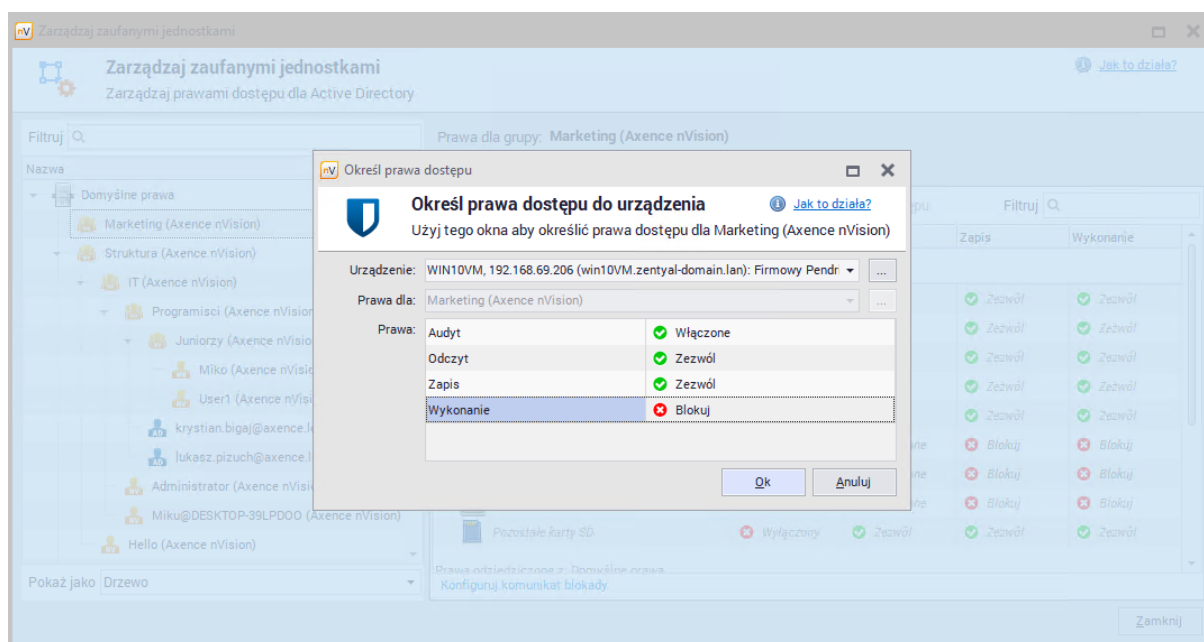 Zarządzaj zaufanymi jednostkami
Zarządzaj zaufanymi jednostkami
Jak to działa?
Zarządzaj prawami dostępu dla Active Directory
Filtruj
Prawa dla grupy: Marketing (Axence nVision)
Nazwa
Określ prawa dostępu
Domyślne prawa
Określ prawa dostępu do urządzenia
Jak to działa?
Filtruj
Marketing (Axence nVision)
Użyj tego okna aby określić prawa dostępu dla Marketing (Axence nVision)
Zapis Wykonanie
Struktura (Axence nVision)
Urządzenie: WIN10VM, 192.168.69.206 (win10VM.zentyal-domain.lan): Firmowy Pendr ...
IT (Axence nVision)
Prawa dla: Marketing (Axence nVision) ...
Zezwól Zezwól
Programisci (Axence nVision
Prawa: Audyt Włączone
Zezwól Zezwól
Juniorzy (Axence nVisio
Odczyt Zezwól
Zezwól Zezwól
Miko (Axence nVisio
Zapis Zezwól
Zezwól Zezwól
User1 (Axence nVisi
Wykonanie Blokuj
Zezwól Zezwól
krystian.bigaj@axence.l
Blokuj Blokuj
lukasz.pizuch@axence.l
Blokuj Blokuj
Ok Anuluj
Administrator (Axence nVisi
Blokuj Blokuj
Miku@DESKTOP-39LPDOO (Axence nVision)
Pozostałe karty SD Wyłączony Zezwól Zezwól Zezwól
Hello (Axence nVision)
Prawa odziedziczone z: Domyślne prawa
Pokaż jako Drzewo
Konfiguruj komunikat blokady
Zamknij